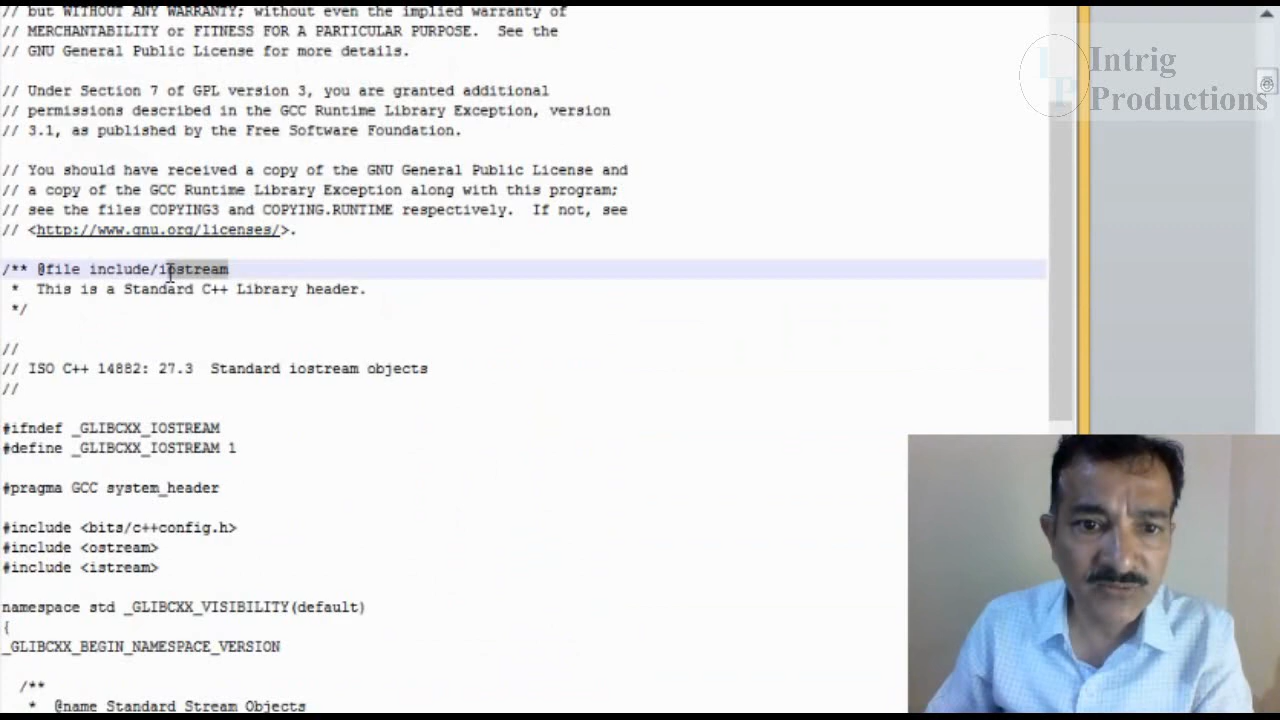 // but WITHOUT ANY WARRANTY; without even the implied warranty of
// MERCHANTABILITY or FITNESS FOR A PARTICULAR PURPOSE.  See the
// GNU General Public License for more details.
// Under Section 7 of GPL version 3, you are granted additional
// permissions described in the GCC Runtime Library Exception, version
// 3.1, as published by the Free Software Foundation.
// You should have received a copy of the GNU General Public License and
// a copy of the GCC Runtime Library Exception along with this program;
// see the files COPYING3 and COPYING.RUNTIME respectively.  If not, see
// <http://www.gnu.org/licenses/>.
/** @file include/iostream
 *  This is a Standard C++ Library header.
 */
//
// ISO C++ 14882: 27.3  Standard iostream objects
//
#ifndef _GLIBCXX_IOSTREAM
#define _GLIBCXX_IOSTREAM 1
#pragma GCC system_header
#include <bits/c++config.h>
#include <ostream>
#include <istream>
namespace std _GLIBCXX_VISIBILITY(default)
{
_GLIBCXX_BEGIN_NAMESPACE_VERSION
  /**
   *  @name Standard Stream Objects
IP
Intrig
Productions